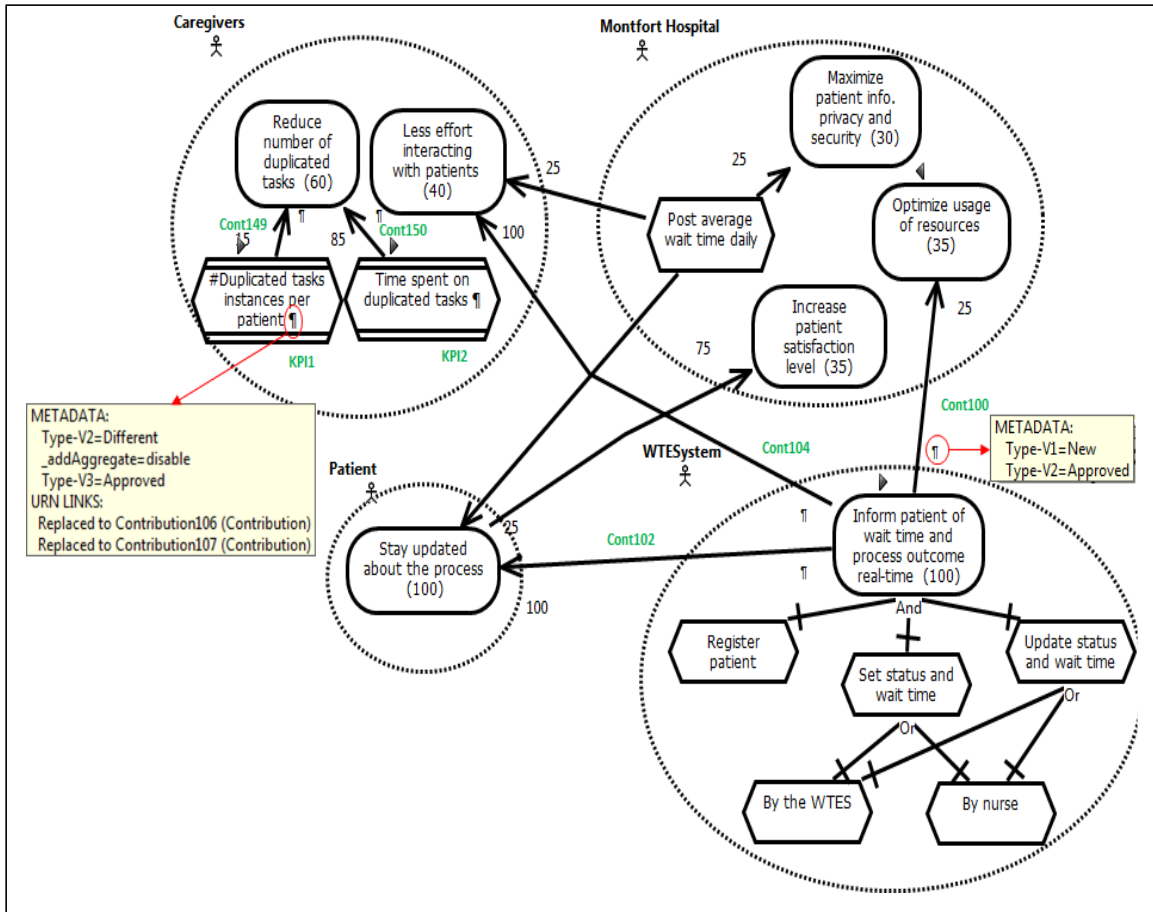 Caregivers
Montfort Hospital
Reduce
number of
duplicated
tasks (60)
Less effort
interacting
with patients
(40)
Maximize
patient info.
privacy and
security (30)
25
25
Optimize usage
of resources
(35)
Post average
wait time daily
Cont149
¶
15
85
¶
Cont150
100
#Duplicated tasks
instances per
patient ¶
Time spent on
duplicated tasks ¶
KPI1
KPI2
Increase
patient
satisfaction
level (35)
25
75
METADATA:
Type-V2=Different
_addAggregate=disable
Type-V3=Approved
URN LINKS:
Replaced to Contribution106 (Contribution)
Replaced to Contribution107 (Contribution)
Cont100
METADATA:
Type-V1=New
Type-V2=Approved
¶
Cont104
WTESystem
Patient
25
Stay updated
about the process
(100)
Cont102
100
¶
¶
Inform patient of
wait time and
process outcome
real-time (100)
And
Register
patient
Set status and
wait time
Update status
and wait time
Or
Or
By the WTES
By nurse